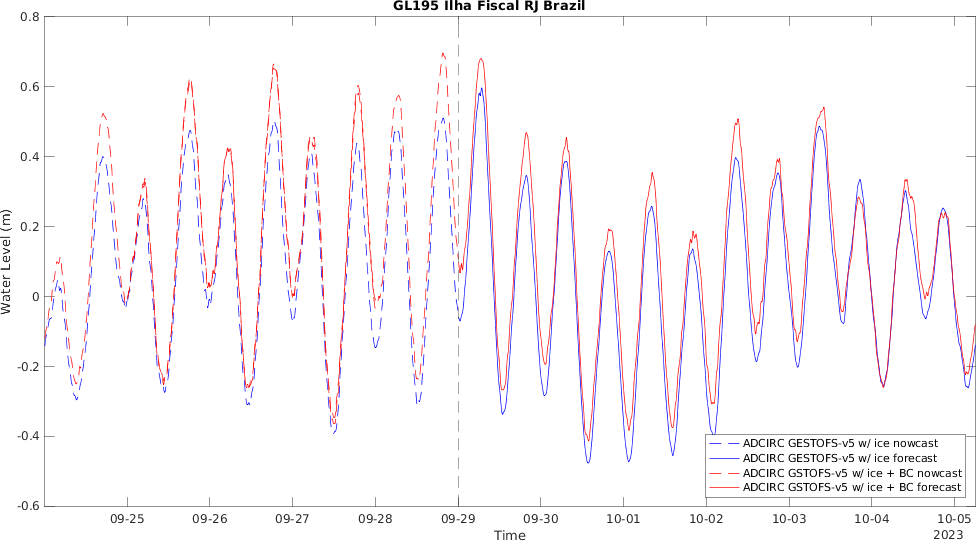 GL195 Ilha Fiscal RJ Brazil
0.8
0.6
0.4
0.2
0
-0.2
-0.4
-0.6
Water Level (m)
ADCIRC GESTOFS-v5 w/ ice nowcast
ADCIRC GESTOFS-v5 w/ ice forecast
ADCIRC GSTOFS-v5 w/ ice + BC nowcast
ADCIRC GSTOFS-v5 w/ ice + BC forecast
09-25 09-26 09-27 09-28 09-29 09-30 10-01 10-02 10-03 10-04 10-05
Time
2023